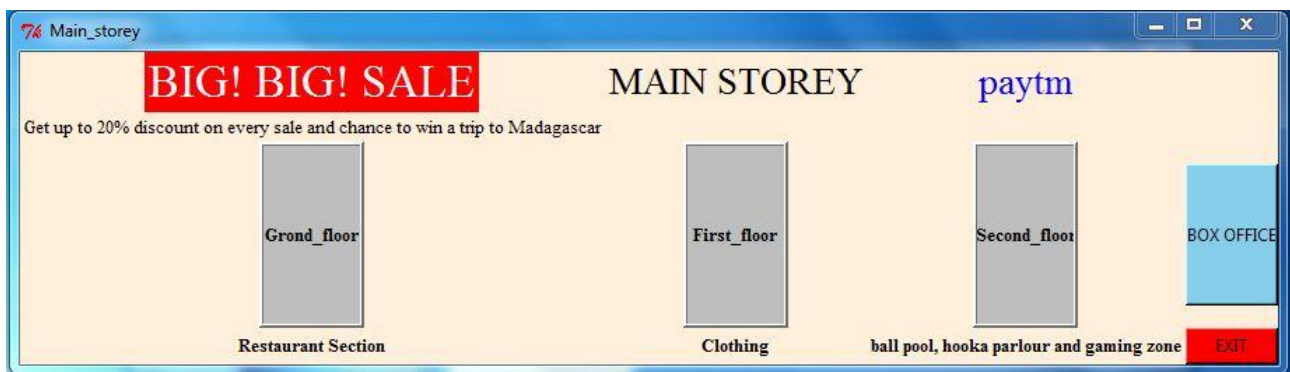 Main_storey
BIG! BIG! SALE MAIN STOREY paytm
Get up to 20% discount on every sale and chance to win a trip to Madagascar
Grond_floor First_floor Second_floor BOX OFFICE
Restaurant Section Clothing ball pool, hooka parlour and gaming zone EXIT